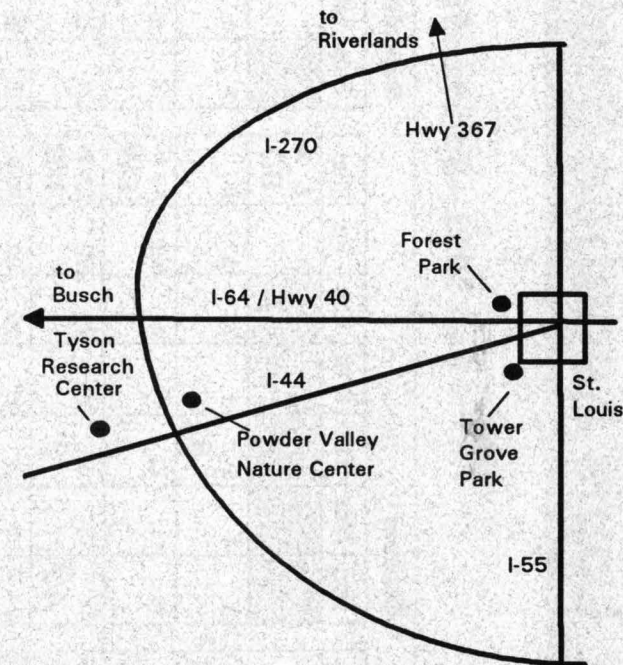 to
Riverlands
Hwy 367
I-270
Forest
Park
to
Busch
I-64 / Hwy 40
Tyson
Research
Center
I-44
St.
Louis
Powder Valley
Nature Center
Tower
Grove
Park
I-55